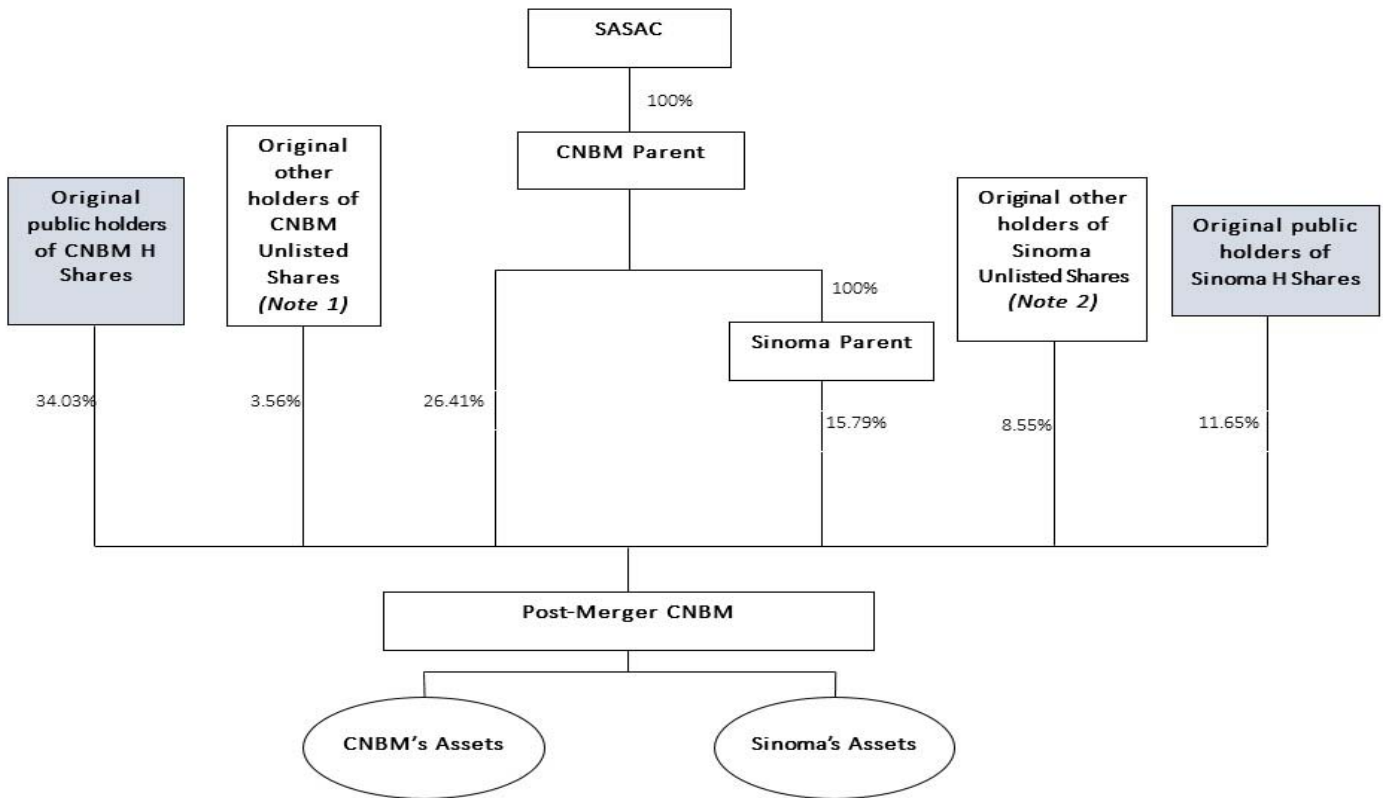 SASAC
100%
CNBM Parent
Original
public holders
of CNBM H
Shares
Original
other
holders of
CNBM
Unlisted
Shares
(Note 1)
Original other
holders of
Sinoma
Unlisted Shares
(Note 2)
Original public
holders of
Sinoma H Shares
100%
Sinoma Parent
34.03%
3.56%
26.41%
15.79%
8.55%
11.65%
Post-Merger CNBM
CNBM's Assets
Sinoma's Assets